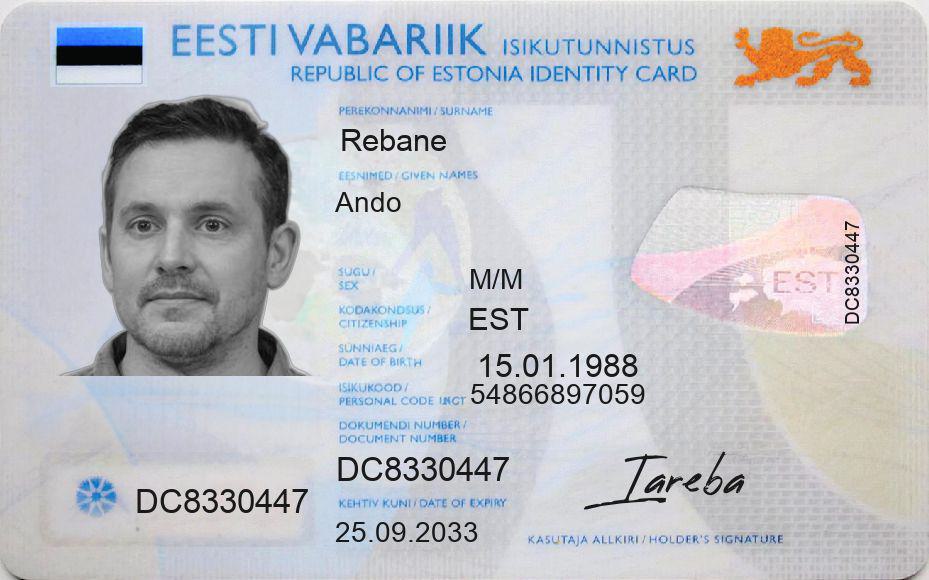 EESTI VABARIIK ISIKUTUNNISTUS
REPUBLIC OF ESTONIA IDENTITY CARD
PEREKONNANIMI / SURNAME
Rebane
EESNIMED / GIVEN NAMES
Ando
SUGU /
SEX
M/M
KODAKONDSUS /
CITIZENSHIP
EST
SÜNNIAEG /
DATE OF BIRTH
15.01.1988
ISIKUKOOD /
PERSONAL CODE
54866897059
DOKUMENDI NUMBER /
DOCUMENT NUMBER
DC8330447
KEHTIV KUNI / DATE OF EXPIRY
25.09.2033
DC8330447
EST
DC8330447
Iareba
KASUTAJA ALLKIRI / HOLDER'S SIGNATURE